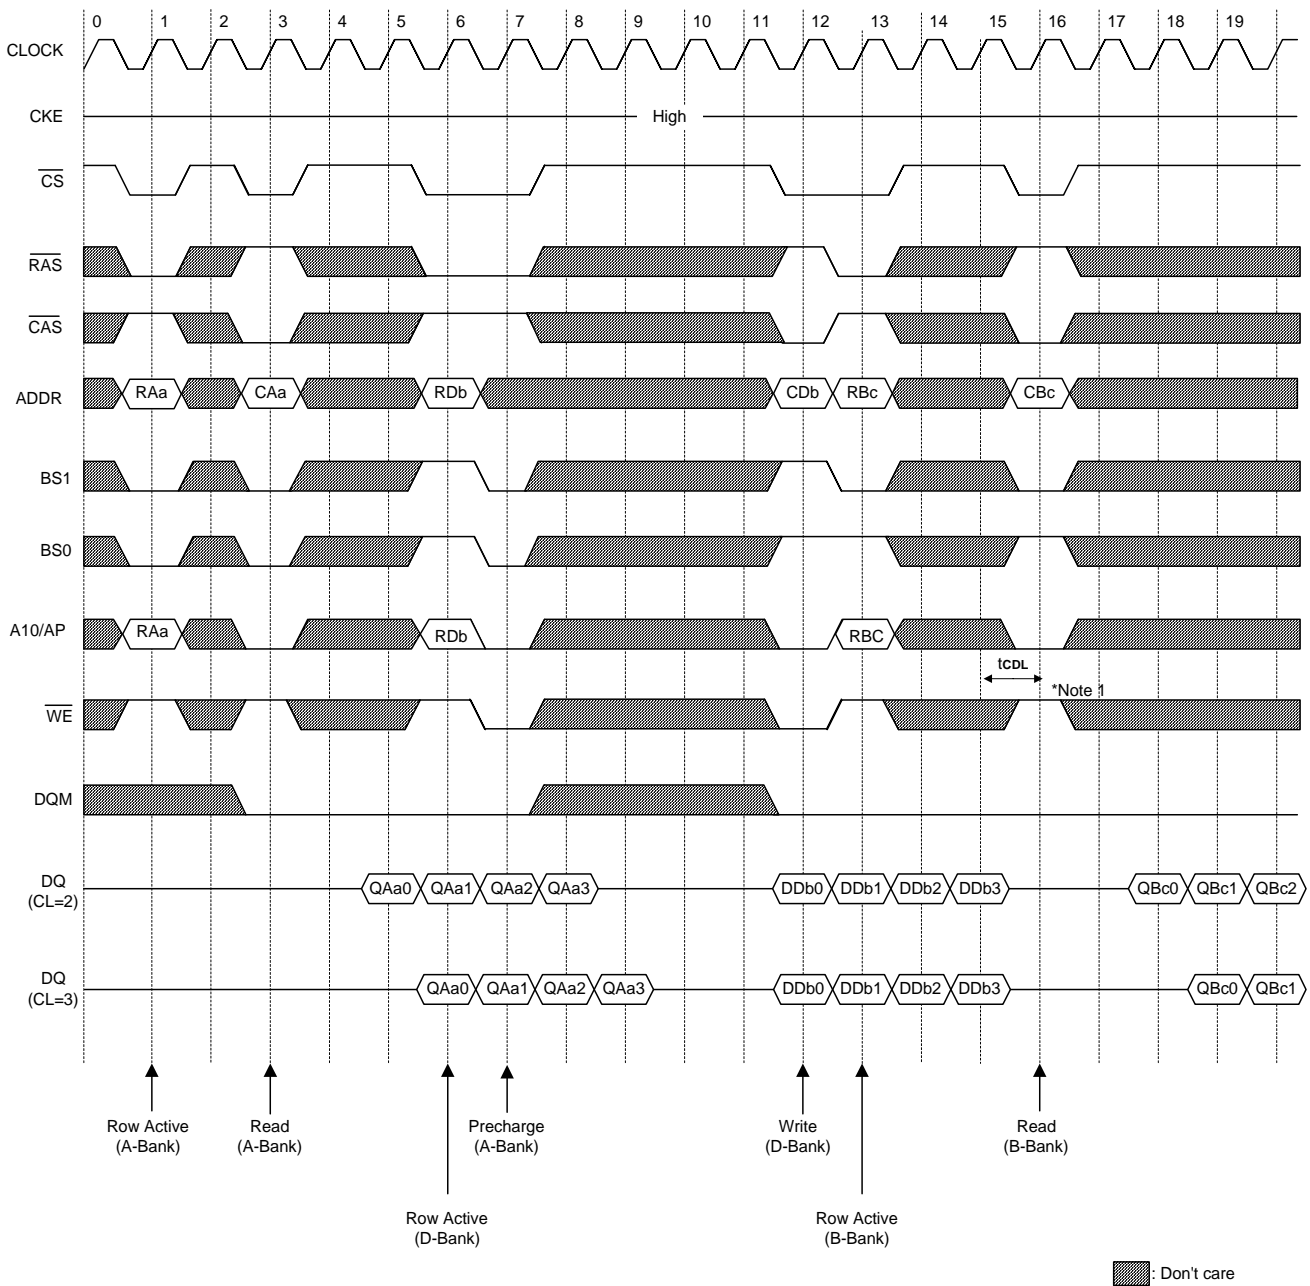 0 1 2 3 4 5 6 7 8 9 10 11 12 13 14 15 16 17 18 19
CLOCK
CKE High
CS
RAS
CAS
ADDR RAa CAa RDb CDb RBc CBc
BS1
BS0
A10/AP RAa RDb RBC
tCDL
*Note 1
WE
DQM
DQ
(CL=2)
QAa0 QAa1 QAa2 QAa3 DDb0 DDb1 DDb2 DDb3 QBc0 QBc1 QBc2
DQ
(CL=3)
QAa0 QAa1 QAa2 QAa3 DDb0 DDb1 DDb2 DDb3 QBc0 QBc1
Row Active
(A-Bank)
Read
(A-Bank)
Precharge
(A-Bank)
Write
(D-Bank)
Read
(B-Bank)
Row Active
(D-Bank)
Row Active
(B-Bank)
: Don't care